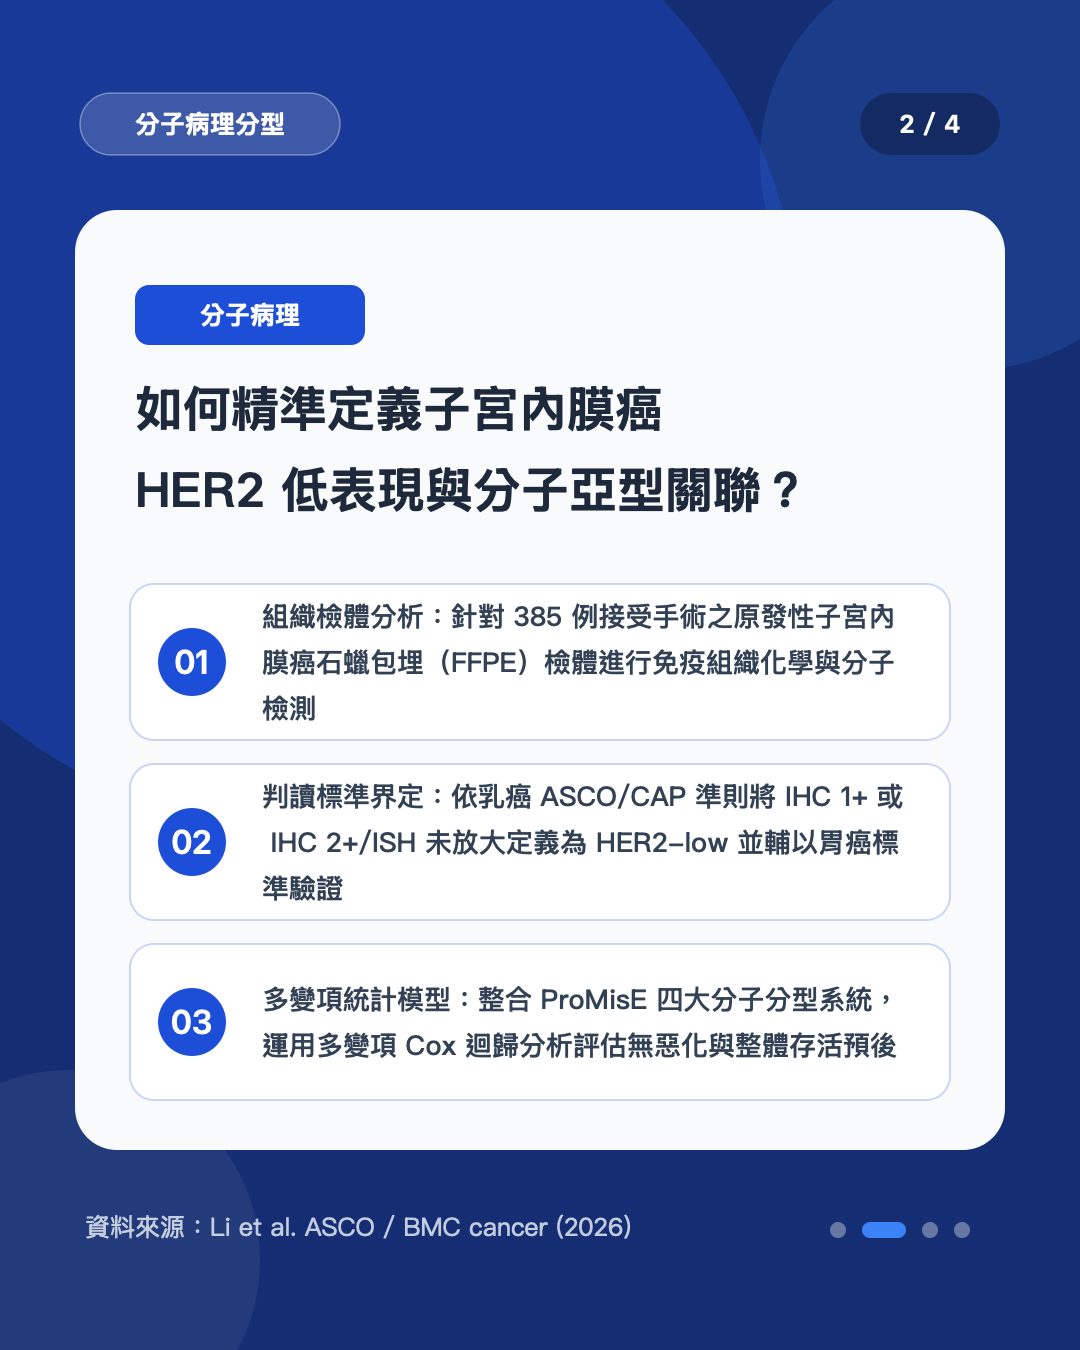 分子病理分型
2 / 4
分子病理
如何精準定義子宮內膜癌
HER2 低表現與分子亞型關聯？
01
組織檢體分析：針對 385 例接受手術之原發性子宮內
膜癌石蠟包埋（FFPE）檢體進行免疫組織化學與分子
檢測
02
判讀標準界定：依乳癌 ASCO/CAP 準則將 IHC 1+ 或
IHC 2+/ISH 未放大定義為 HER2-low 並輔以胃癌標
準驗證
03
多變項統計模型：整合 ProMisE 四大分子分型系統，
運用多變項 Cox 迴歸分析評估無惡化與整體存活預後
資料來源：Li et al. ASCO / BMC cancer (2026)